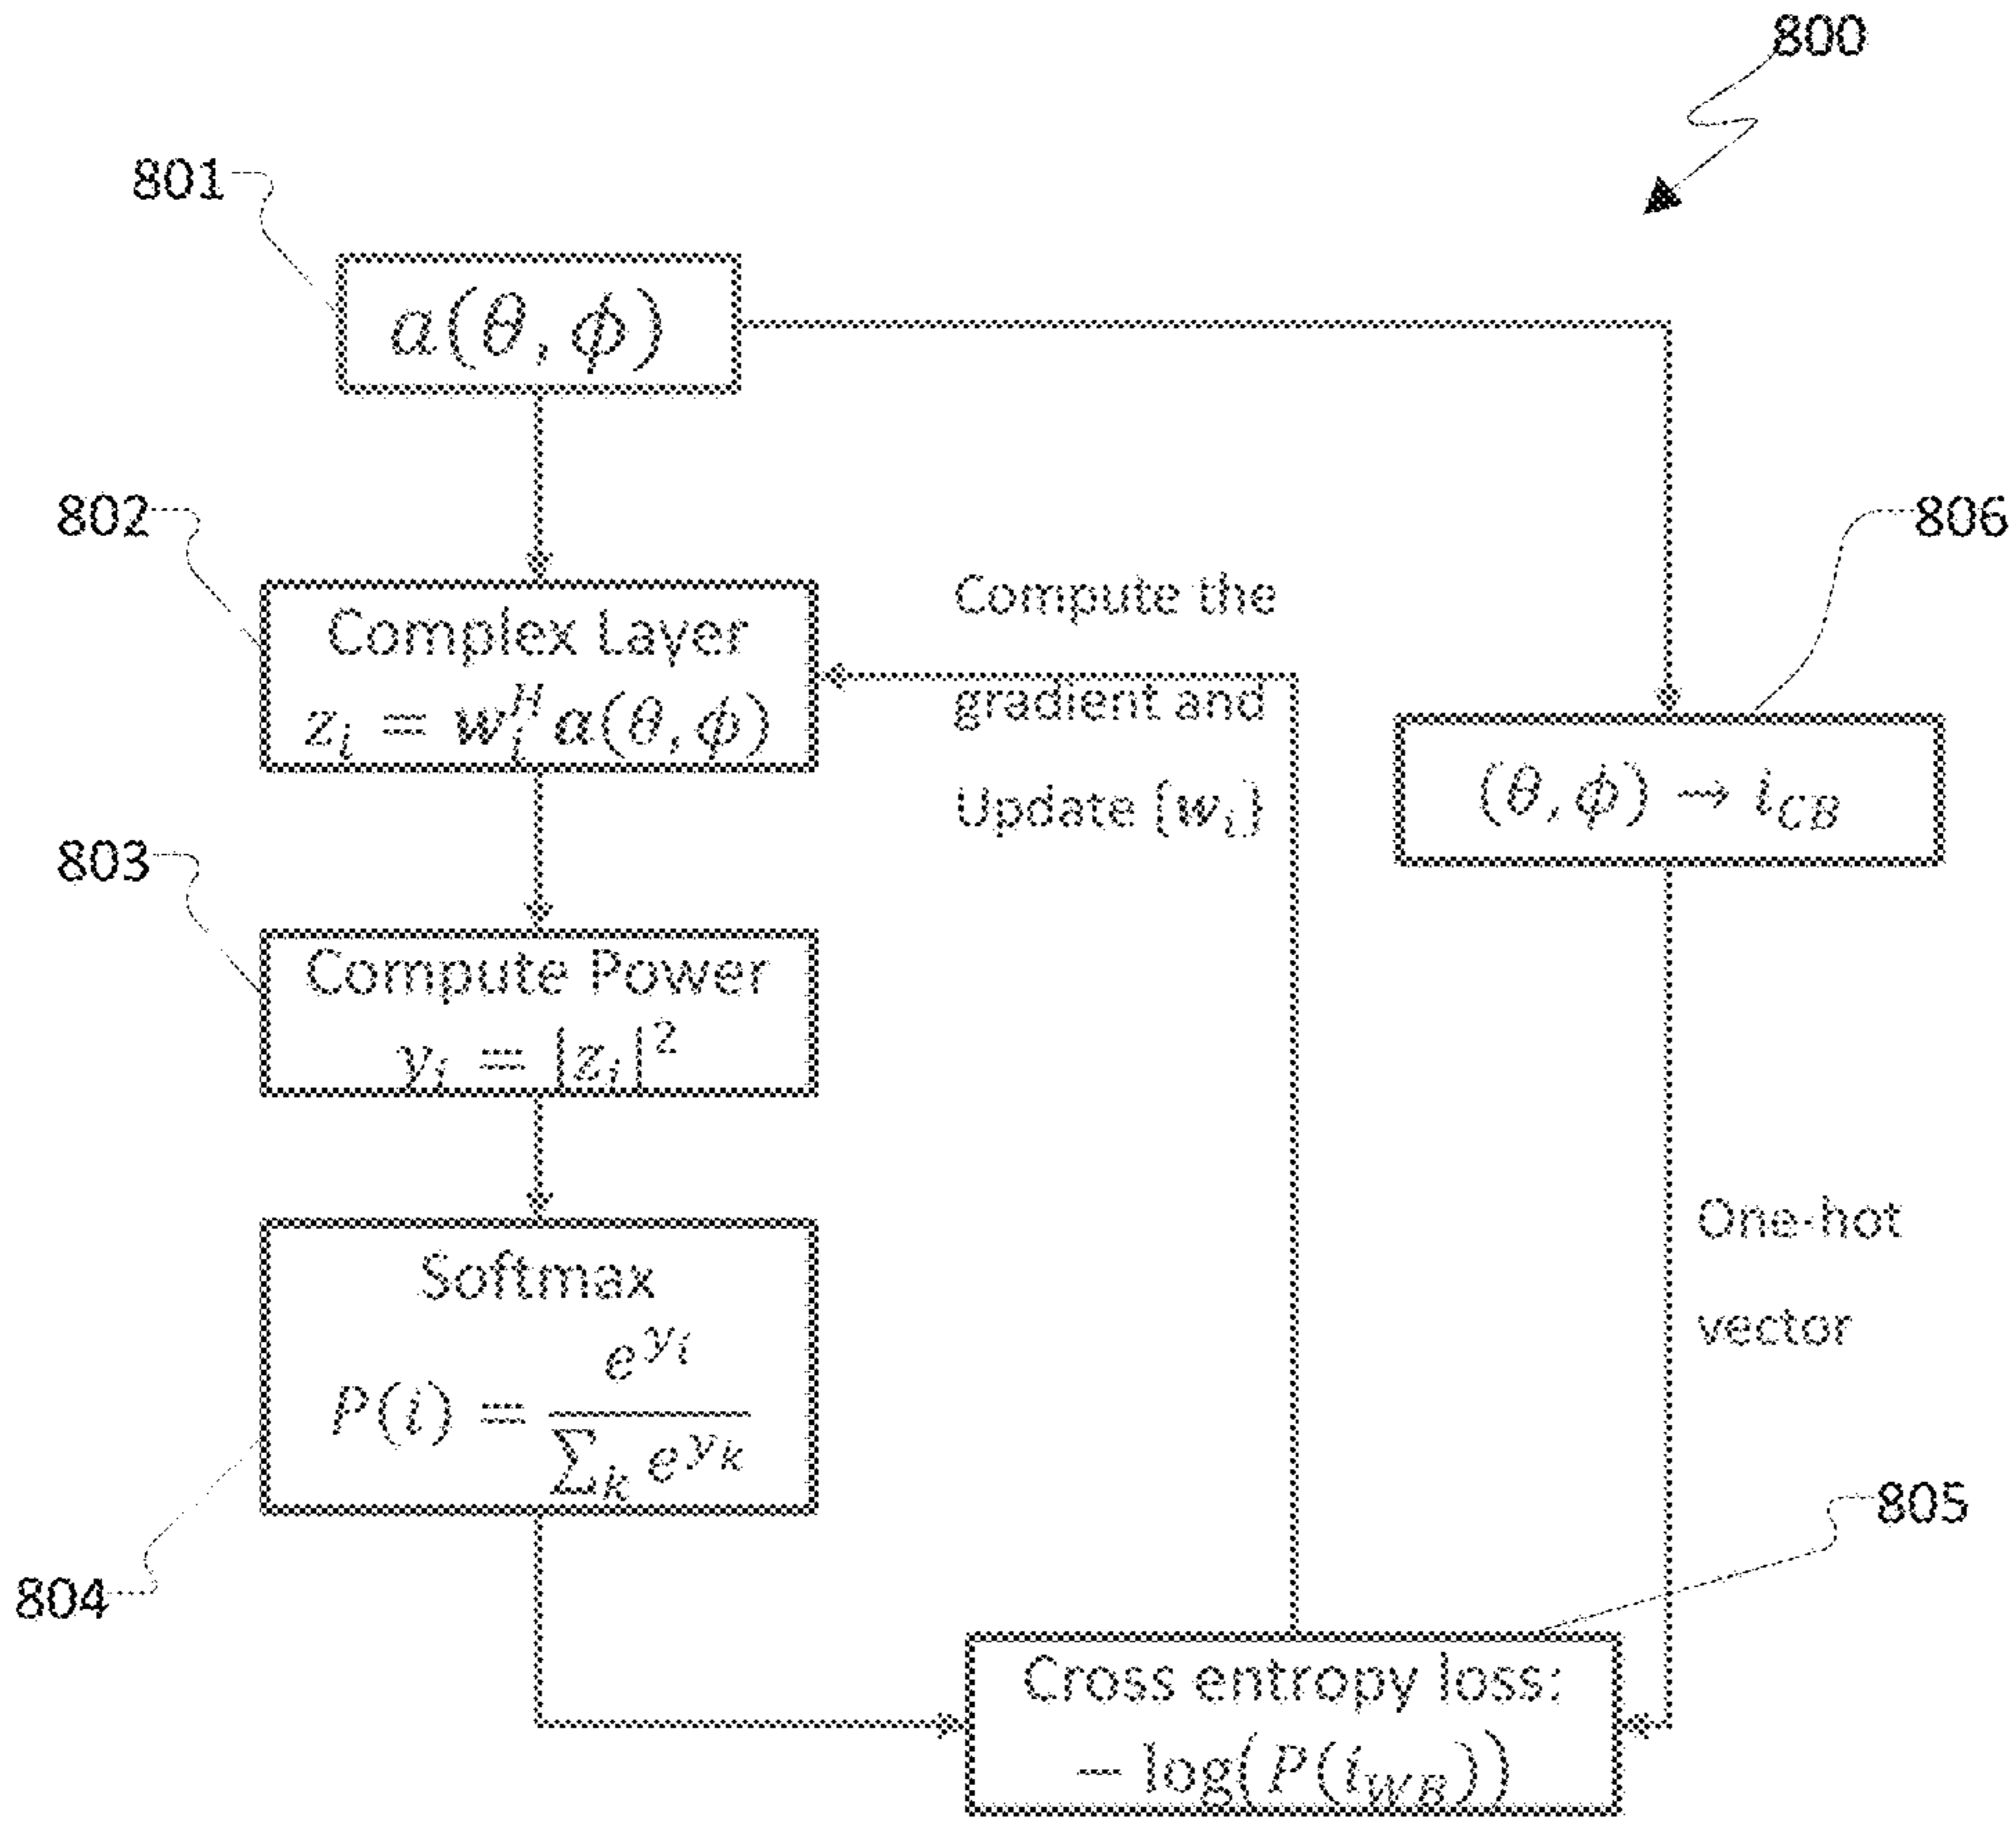 800
801
a(θ, ϕ)
802
Complex Layer
z_i = w_i^H a(θ, ϕ)
Compute the
gradient and
Update {w_i}
806
(θ, ϕ) → i_CB
803
Compute Power
y_i = |z_i|^2
Softmax
P(i) = e^{y_i} / ∑_k e^{y_k}
804
One-hot
vector
805
Cross entropy loss:
− log(P(i_WB))